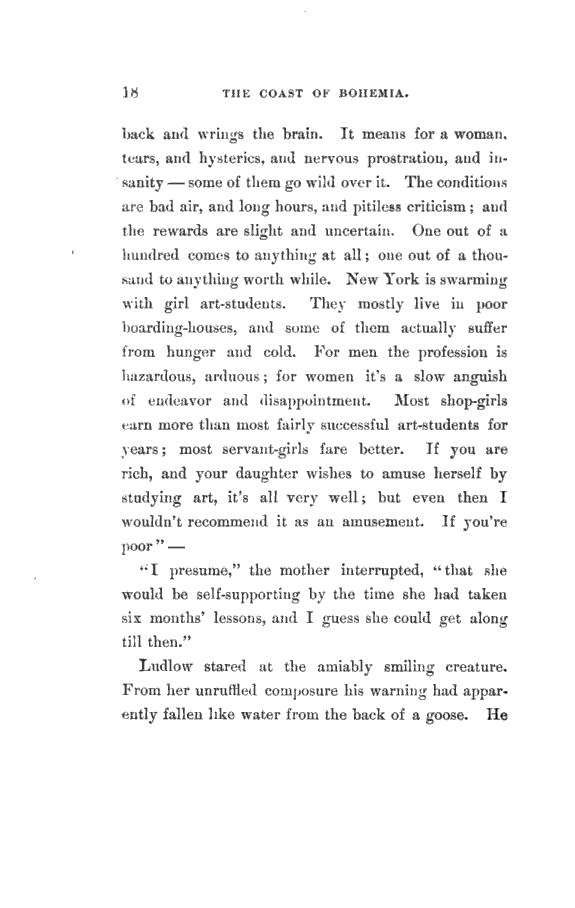 18 THE COAST OF BOHEMIA.
back and wrings the brain. It means for a woman,
tears, and hysterics, and nervous prostration, and in-
sanity — some of them go wild over it. The conditions
are bad air, and long hours, and pitiless criticism; and
the rewards are slight and uncertain. One out of a
hundred comes to anything at all; one out of a thou-
sand to anything worth while. New York is swarming
with girl art-students. They mostly live in poor
boarding-houses, and some of them actually suffer
from hunger and cold. For men the profession is
hazardous, arduous; for women it's a slow anguish
of endeavor and disappointment. Most shop-girls
earn more than most fairly successful art-students for
years; most servant-girls fare better. If you are
rich, and your daughter wishes to amuse herself by
studying art, it's all very well; but even then I
wouldn't recommend it as an amusement. If you're
poor" —
"I presume," the mother interrupted, "that she
would be self-supporting by the time she had taken
six months' lessons, and I guess she could get along
till then."
Ludlow stared at the amiably smiling creature.
From her unruffled composure his warning had appar-
ently fallen like water from the back of a goose. He